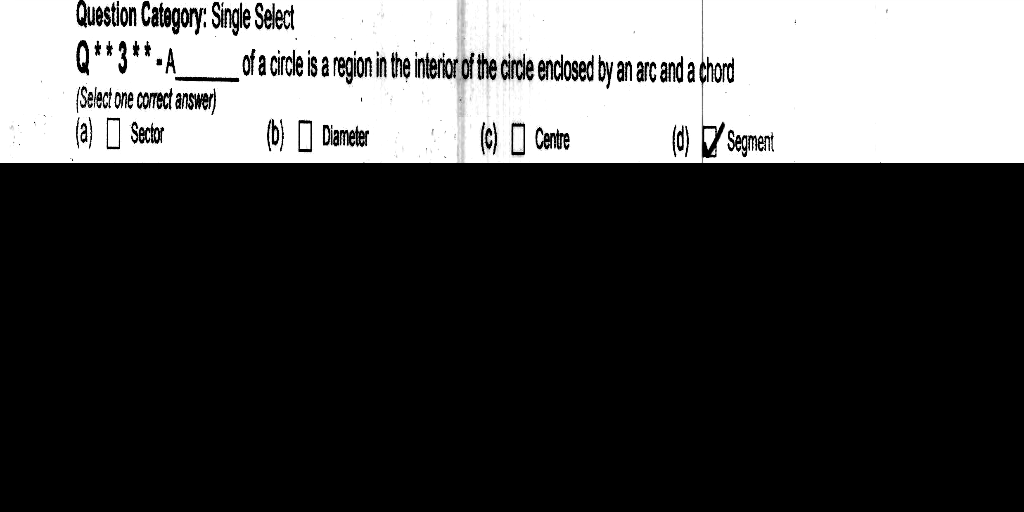 Question Category: Single Select
Q**3**-A______ of a circle is a region in the interior of the circle enclosed by an arc and a chord
(Select one correct answer)
(a) ☐ Sector (b) ☐ Diameter (c) ☐ Centre (d) ☑ Segment